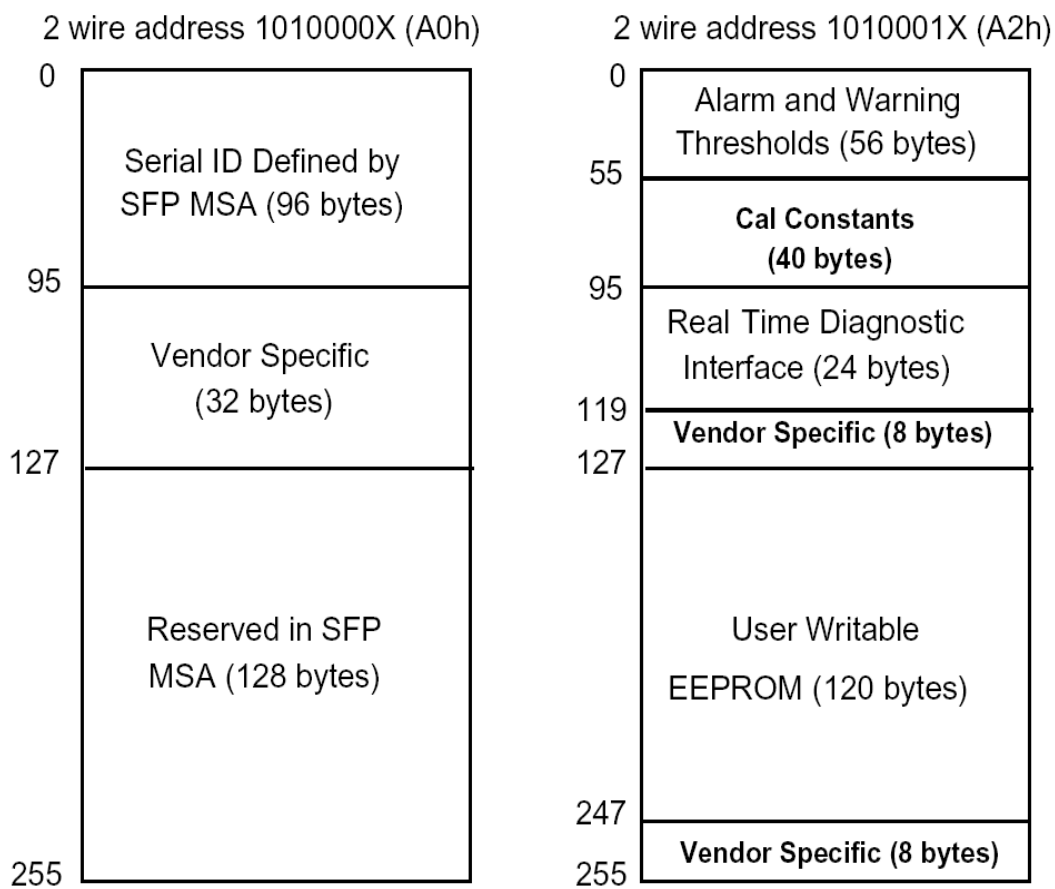 2 wire address 1010000X (A0h)
0
Serial ID Defined by
SFP MSA (96 bytes)
95
Vendor Specific
(32 bytes)
127
Reserved in SFP
MSA (128 bytes)
255
2 wire address 1010001X (A2h)
0
Alarm and Warning
Thresholds (56 bytes)
55
Cal Constants
(40 bytes)
95
Real Time Diagnostic
Interface (24 bytes)
119
Vendor Specific (8 bytes)
127
User Writable
EEPROM (120 bytes)
247
Vendor Specific (8 bytes)
255